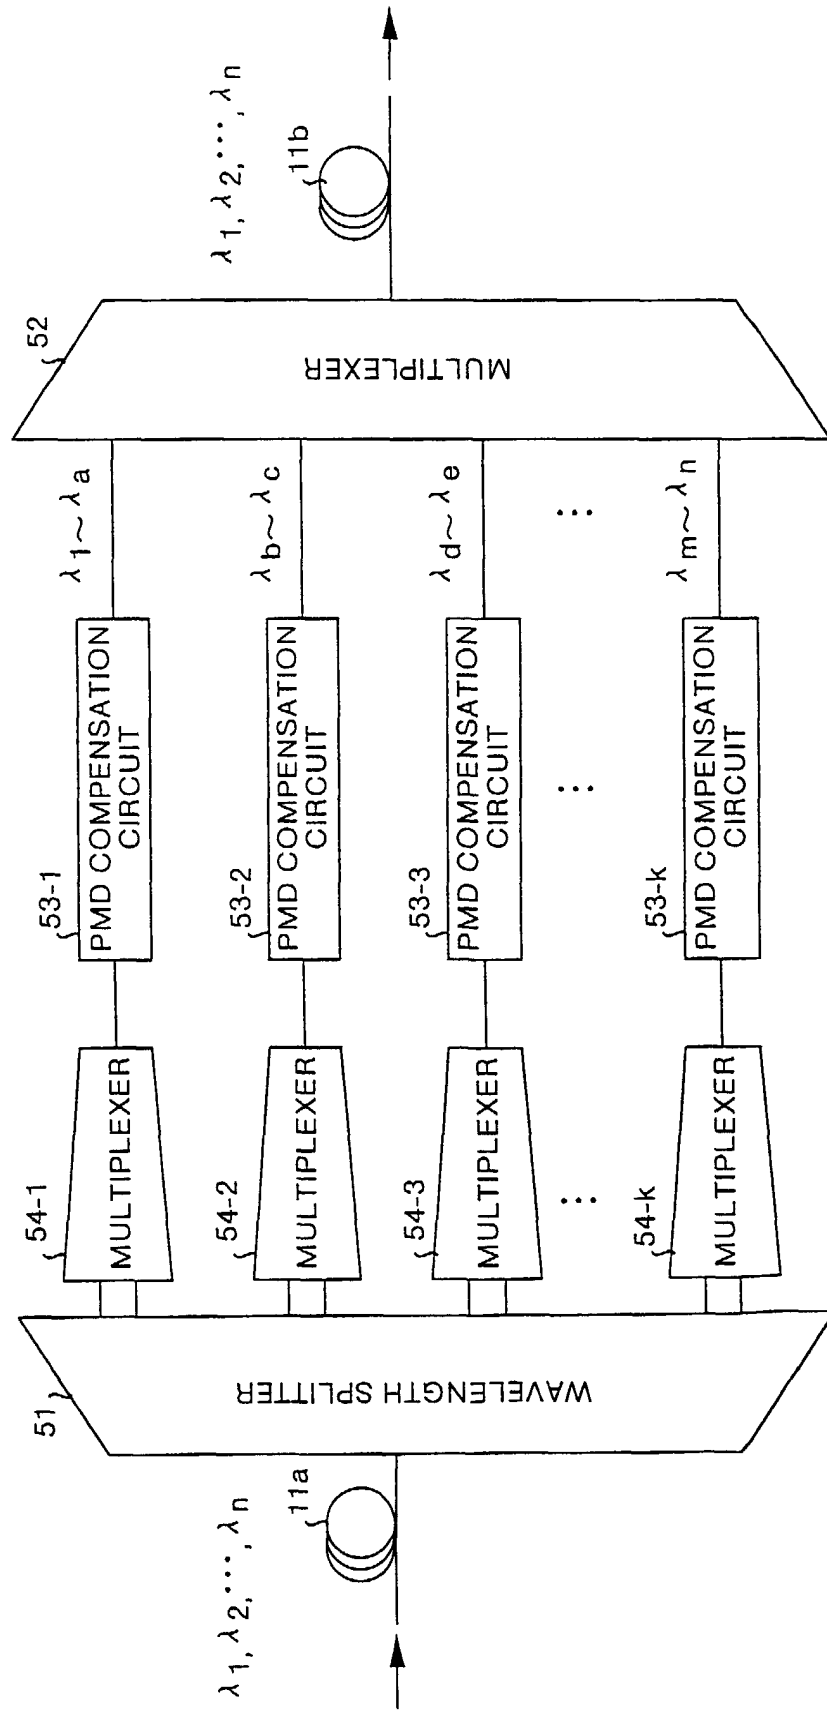 λ1, λ2, ···, λn
11a
51
WAVELENGTH SPLITTER
54-1
MULTIPLEXER
54-2
MULTIPLEXER
54-3
MULTIPLEXER
···
54-k
MULTIPLEXER
53-1
PMD COMPENSATION
CIRCUIT
53-2
PMD COMPENSATION
CIRCUIT
53-3
PMD COMPENSATION
CIRCUIT
···
53-k
PMD COMPENSATION
CIRCUIT
λ1~λa
λb~λc
λd~λe
···
λm~λn
52
MULTIPLEXER
11b
λ1, λ2, ···, λn